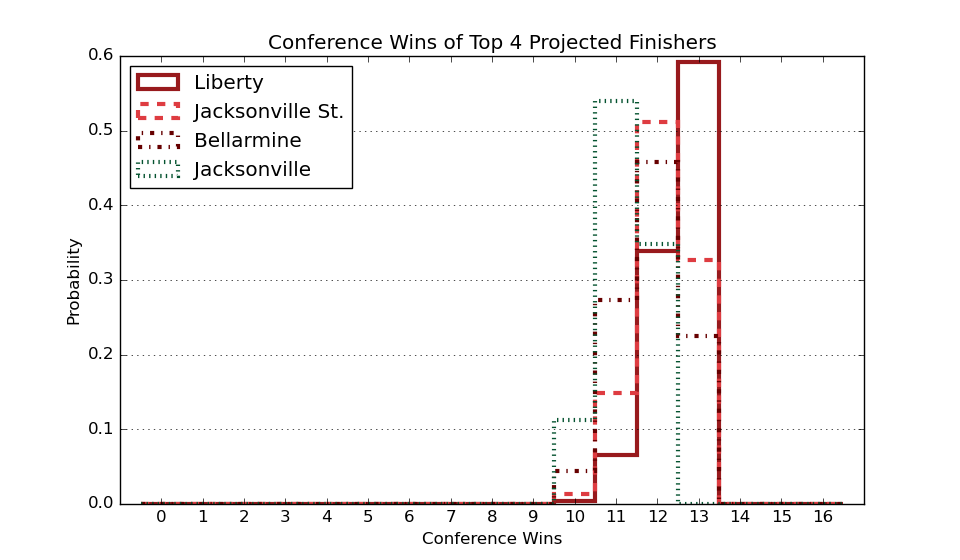 Conference Wins of Top 4 Projected Finishers
0.6
0.5
0.4
0.3
0.2
0.1
0.0
Probability
Liberty
Jacksonville St.
Bellarmine
Jacksonville
0 1 2 3 4 5 6 7 8 9 10 11 12 13 14 15 16
Conference Wins